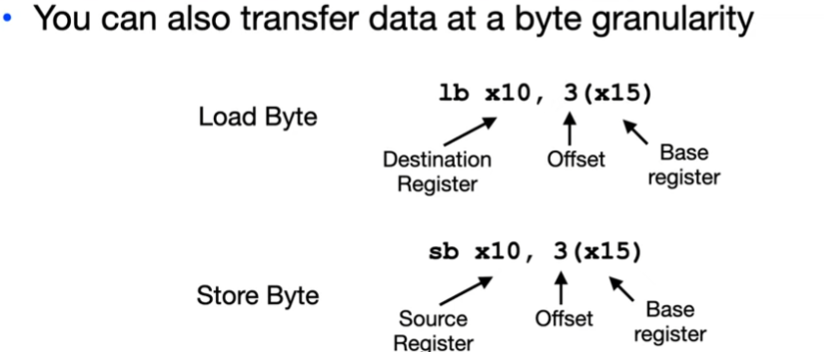 • You can also transfer data at a byte granularity
lb x10, 3(x15)
Load Byte
Destination Register
Offset
Base register
sb x10, 3(x15)
Store Byte
Source Register
Offset
Base register